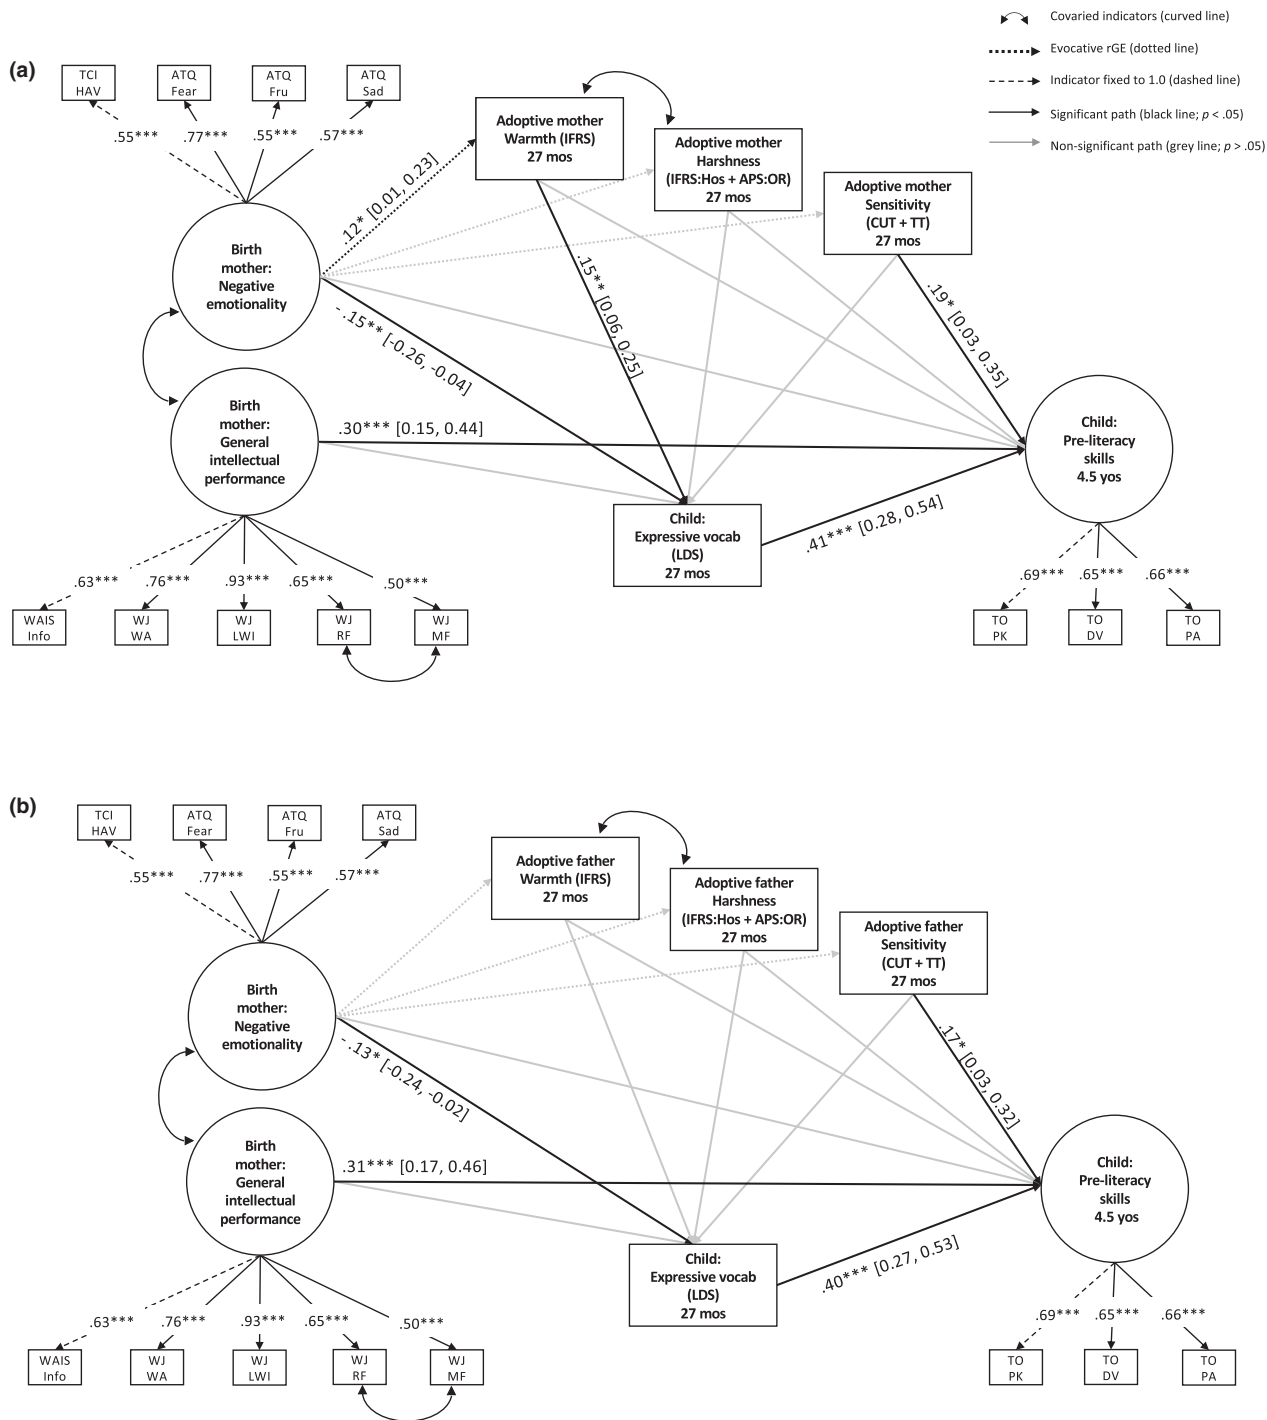 Covaried indicators (curved line)
Evocative rGE (dotted line)
Indicator fixed to 1.0 (dashed line)
Significant path (black line; p < .05)
Non-significant path (grey line; p > .05)
(a)
TCI
HAV
ATQ
Fear
ATQ
Fru
ATQ
Sad
.55***
.77***
.55***
.57***
Adoptive mother
Warmth (IFRS)
27 mos
Adoptive mother
Harshness
(IFRS:Hos + APS:OR)
27 mos
Adoptive mother
Sensitivity
(CUT + TT)
27 mos
Birth
mother:
Negative
emotionality
.12* [0.01, 0.23]
.15** [0.06, 0.25]
.19* [0.03, 0.35]
- .15** [-0.26, -0.04]
Birth
mother:
General
intellectual
performance
.30*** [0.15, 0.44]
Child:
Pre-literacy
skills
4.5 yos
Child:
Expressive vocab
(LDS)
27 mos
.41*** [0.28, 0.54]
.63***
.76***
.93***
.65***
.50***
WAIS
Info
WJ
WA
WJ
LWI
WJ
RF
WJ
MF
.69***
.65***
.66***
TO
PK
TO
DV
TO
PA
(b)
TCI
HAV
ATQ
Fear
ATQ
Fru
ATQ
Sad
.55***
.77***
.55***
.57***
Adoptive father
Warmth (IFRS)
27 mos
Adoptive father
Harshness
(IFRS:Hos + APS:OR)
27 mos
Adoptive father
Sensitivity
(CUT + TT)
27 mos
Birth
mother:
Negative
emotionality
- .13* [-0.24, -0.02]
.17* [0.03, 0.32]
Birth
mother:
General
intellectual
performance
.31*** [0.17, 0.46]
Child:
Pre-literacy
skills
4.5 yos
Child:
Expressive vocab
(LDS)
27 mos
.40*** [0.27, 0.53]
.63***
.76***
.93***
.65***
.50***
WAIS
Info
WJ
WA
WJ
LWI
WJ
RF
WJ
MF
.69***
.65***
.66***
TO
PK
TO
DV
TO
PA